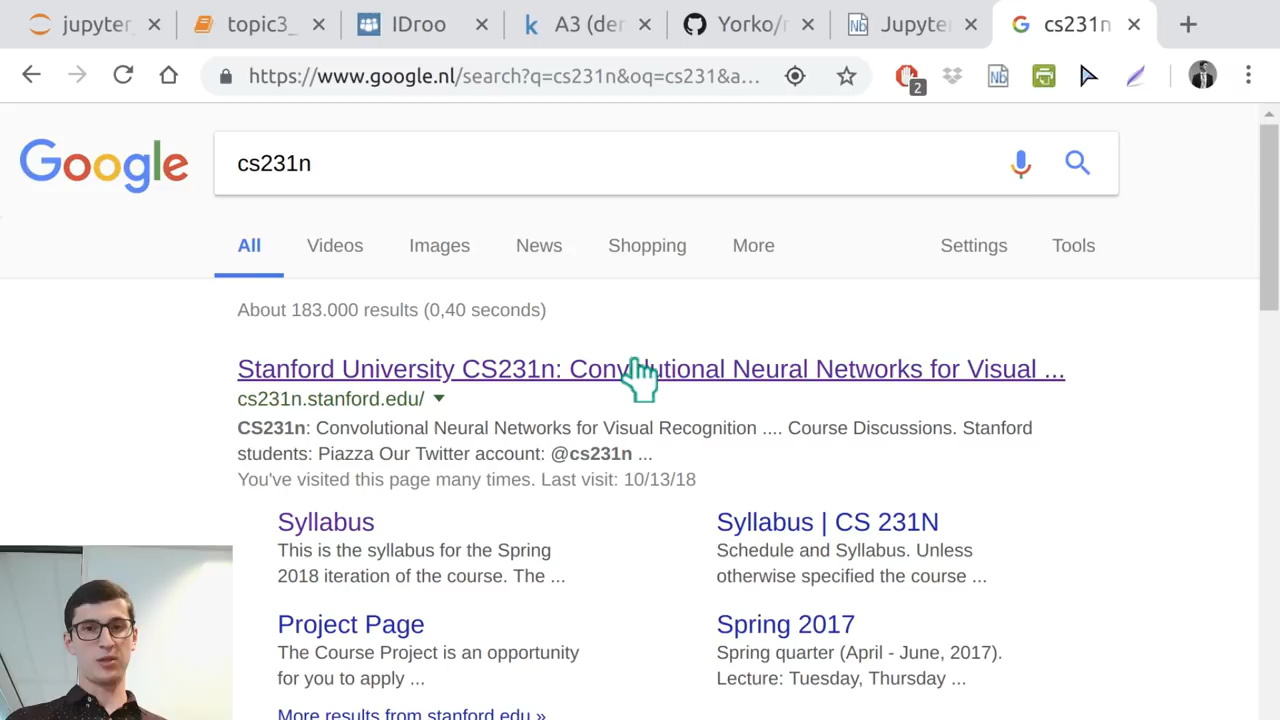 jupyter_ topic3_ IDroo A3 (der Yorko/r Jupyte cs231n
https://www.google.nl/search?q=cs231n&oq=cs231&a...
2
Google
cs231n
All Videos Images News Shopping More Settings Tools
About 183.000 results (0,40 seconds)
Stanford University CS231n: Convolutional Neural Networks for Visual ...
cs231n.stanford.edu/
CS231n: Convolutional Neural Networks for Visual Recognition .... Course Discussions. Stanford
students: Piazza Our Twitter account: @cs231n ...
You've visited this page many times. Last visit: 10/13/18
Syllabus
This is the syllabus for the Spring
2018 iteration of the course. The ...
Syllabus | CS 231N
Schedule and Syllabus. Unless
otherwise specified the course ...
Project Page
The Course Project is an opportunity
for you to apply ...
Spring 2017
Spring quarter (April - June, 2017).
Lecture: Tuesday, Thursday ...
More results from stanford.edu »